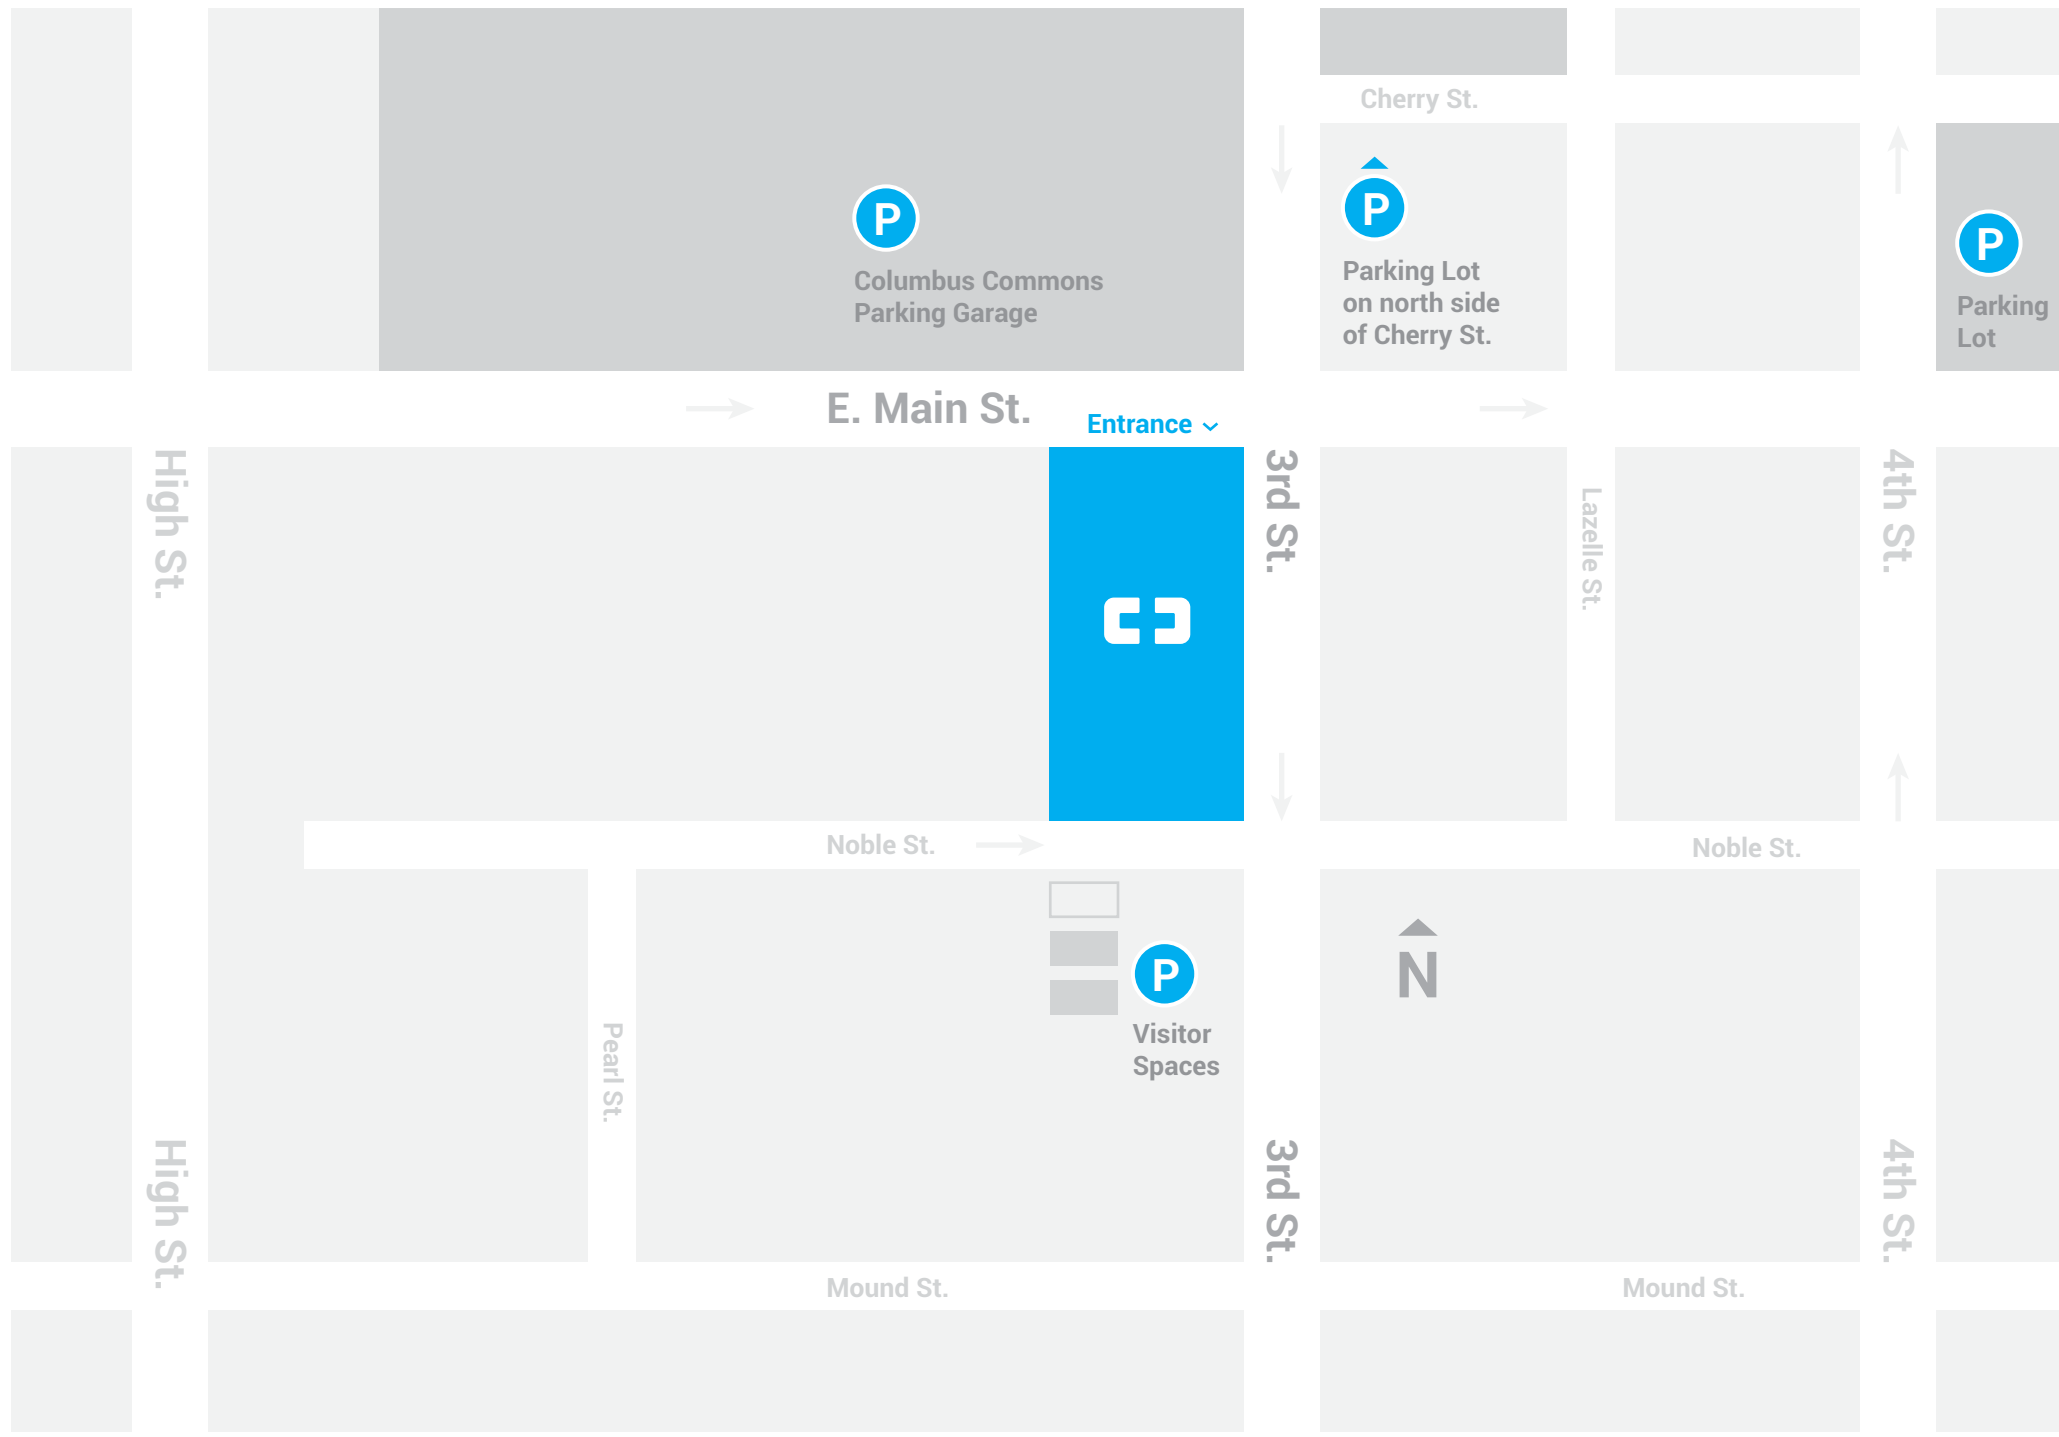 Cherry St.
P
P
P
Columbus Commons
Parking Garage
Parking Lot
on north side
of Cherry St.
Parking
Lot
E. Main St.
Entrance
High St.
3rd St.
Lazelle St.
4th St.
Noble St.
Noble St.
P
Visitor
Spaces
N
Pearl St.
High St.
3rd St.
4th St.
Mound St.
Mound St.